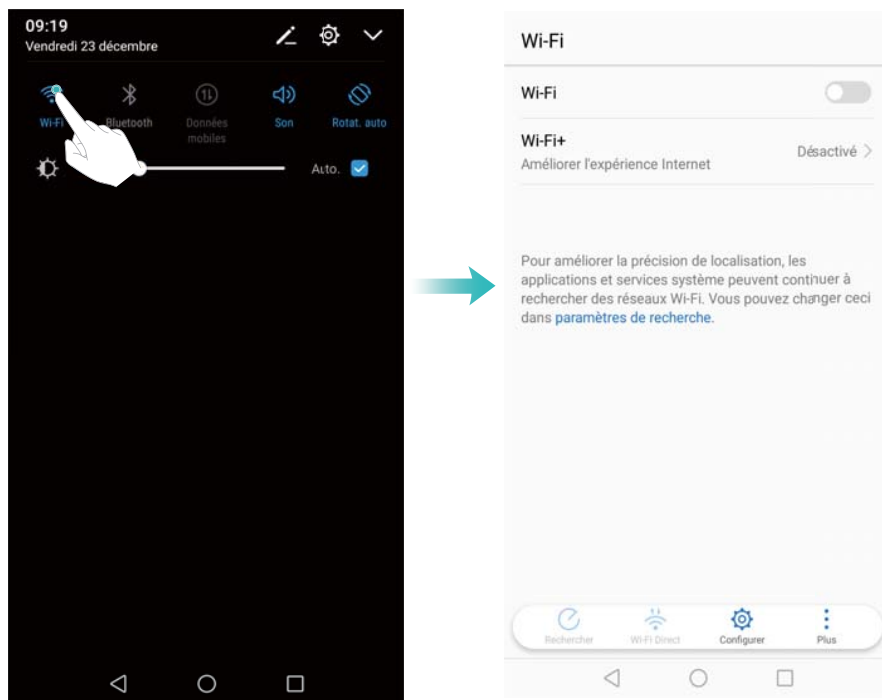 09:19
Vendredi 23 décembre
Wi-Fi
Bluetooth
Données
mobiles
Son
Rotat. auto
Auto.
Wi-Fi
Wi-Fi
Wi-Fi+
Améliorer l'expérience Internet
Désactivé
Pour améliorer la précision de localisation, les
applications et services système peuvent continuer à
rechercher des réseaux Wi-Fi. Vous pouvez changer ceci
dans paramètres de recherche.
Rechercher
Wi-Fi Direct
Configurer
Plus